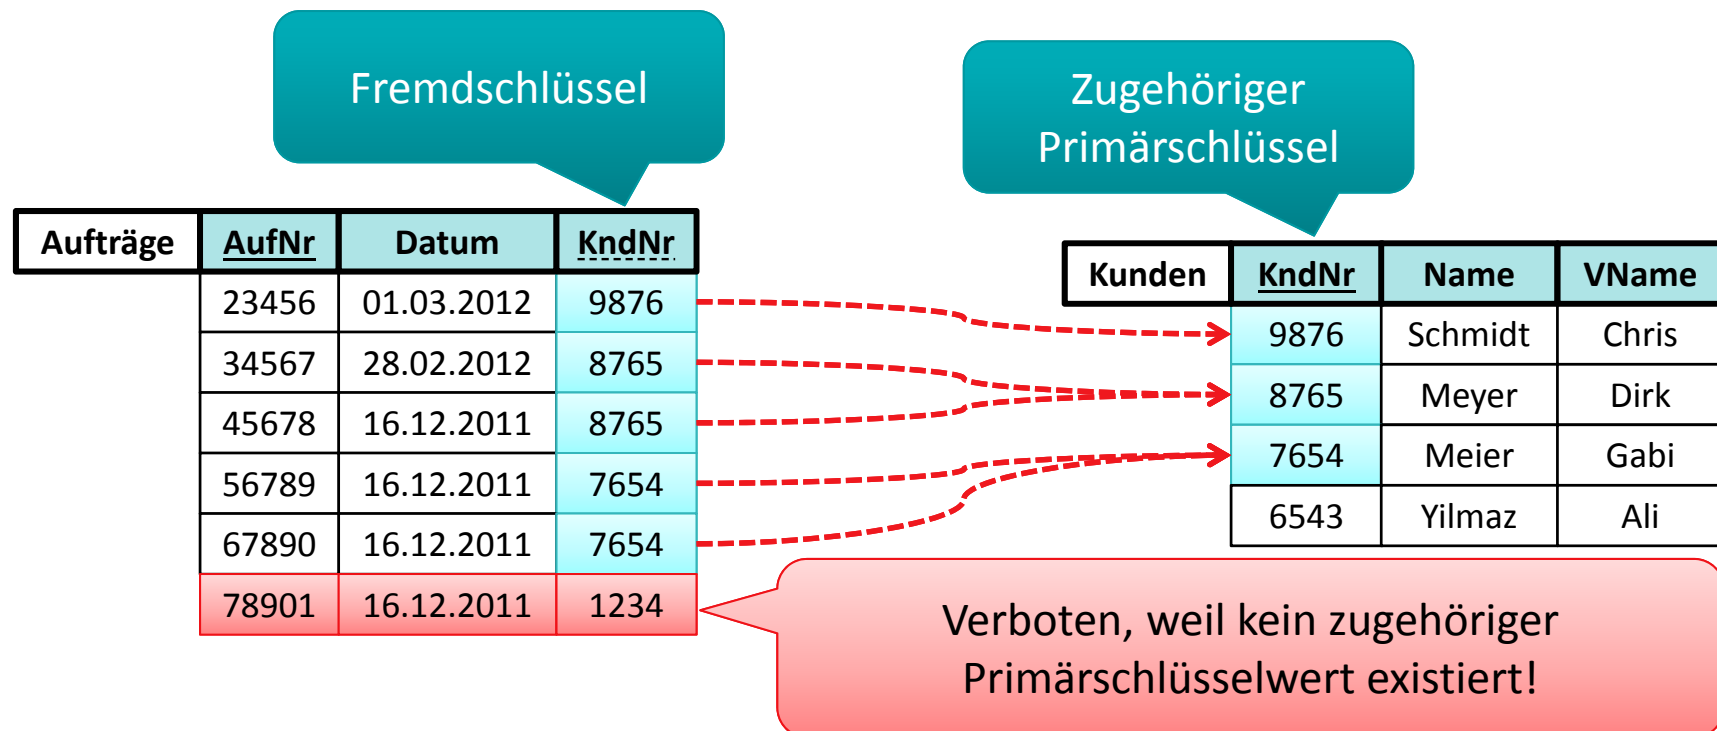 Fremdschlüssel
Zugehöriger
Primärschlüssel
Aufträge AufNr Datum KndNr
23456 01.03.2012 9876
34567 28.02.2012 8765
45678 16.12.2011 8765
56789 16.12.2011 7654
67890 16.12.2011 7654
78901 16.12.2011 1234
Kunden KndNr Name VName
9876 Schmidt Chris
8765 Meyer Dirk
7654 Meier Gabi
6543 Yilmaz Ali
Verboten, weil kein zugehöriger
Primärschlüsselwert existiert!